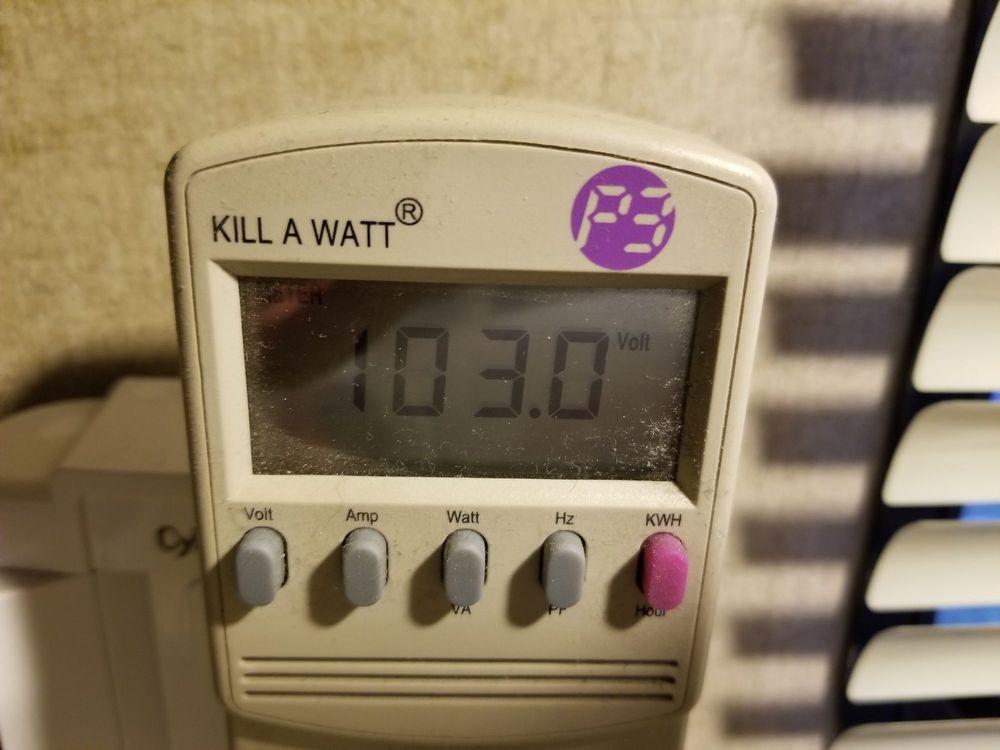 KILL A WATT®
P3
103.0 Volt
Volt Amp Watt Hz KWH
VA PF Hour